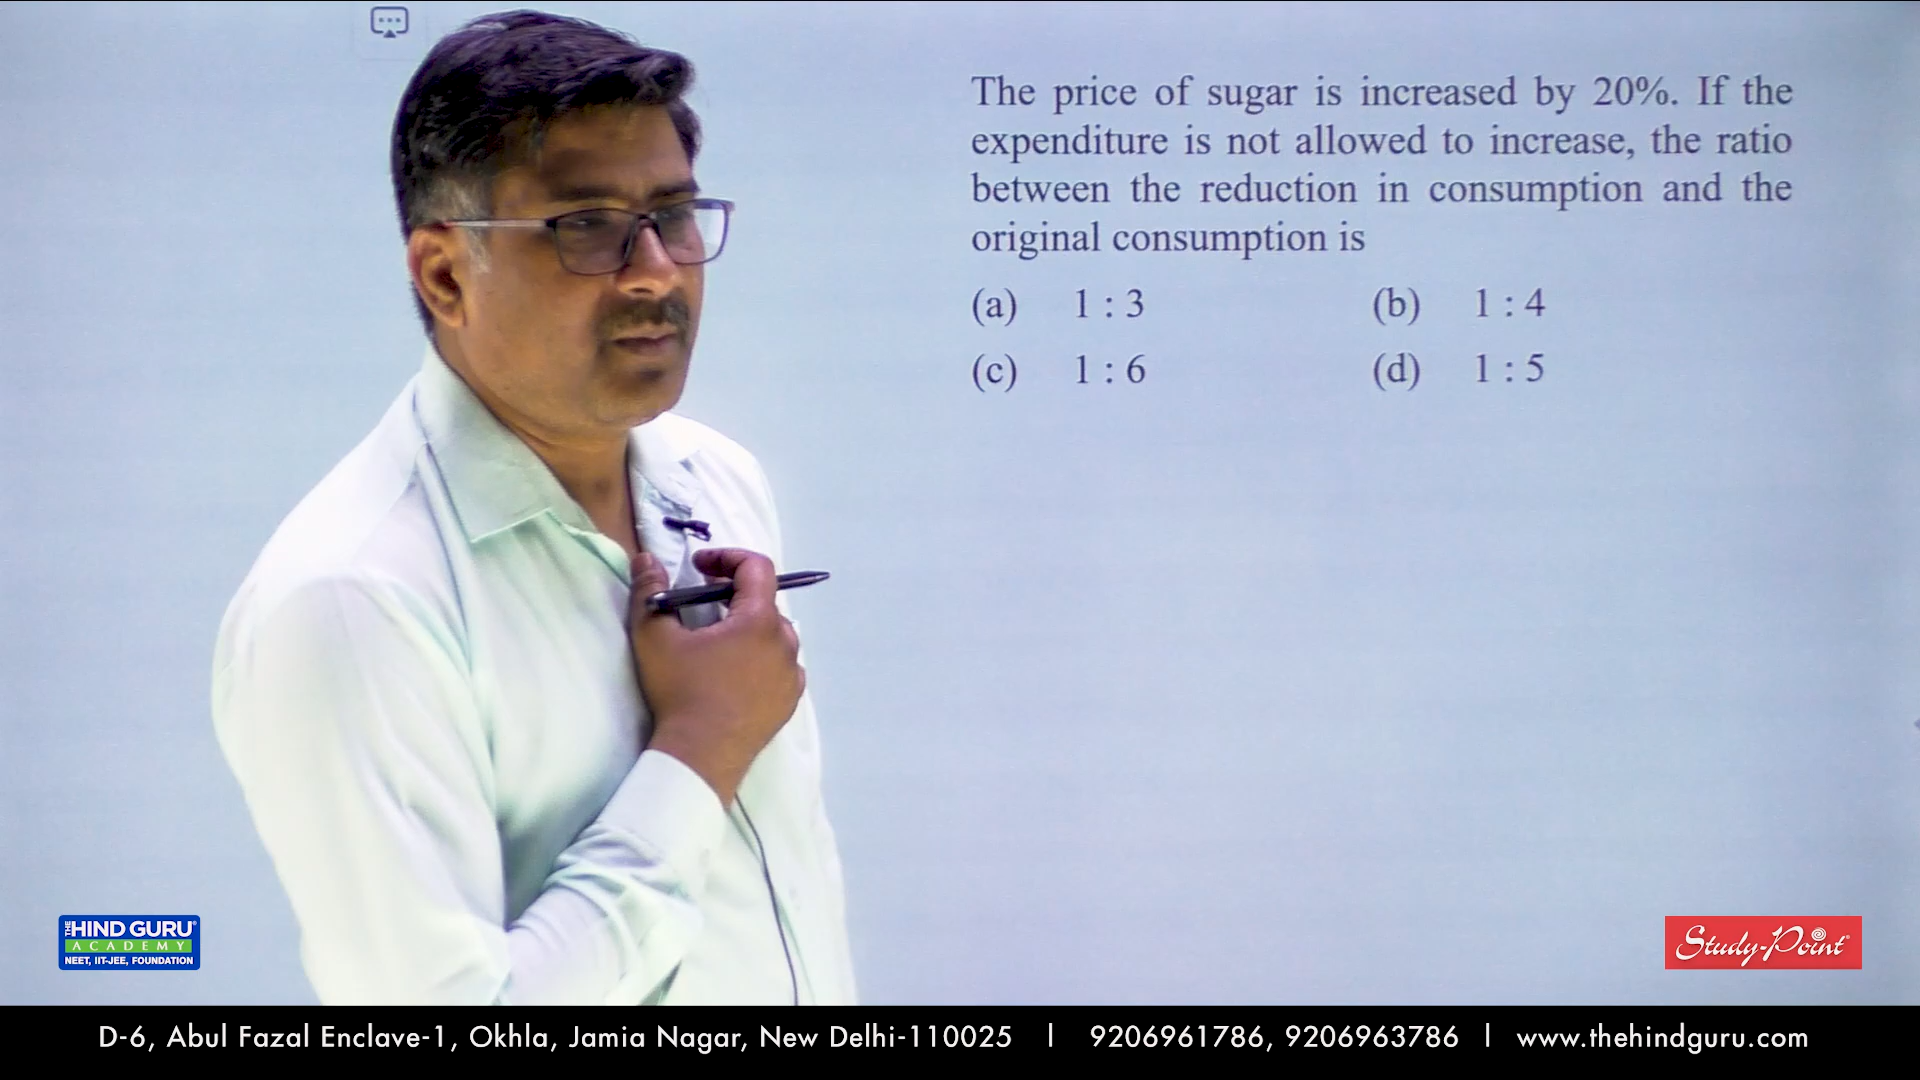 The price of sugar is increased by 20%. If the
expenditure is not allowed to increase, the ratio
between the reduction in consumption and the
original consumption is
(a) 1 : 3 (b) 1 : 4
(c) 1 : 6 (d) 1 : 5
THE HIND GURU
ACADEMY
NEET, IIT-JEE, FOUNDATION
Study-Point
D-6, Abul Fazal Enclave-1, Okhla, Jamia Nagar, New Delhi-110025 | 9206961786, 9206963786 | www.thehindguru.com